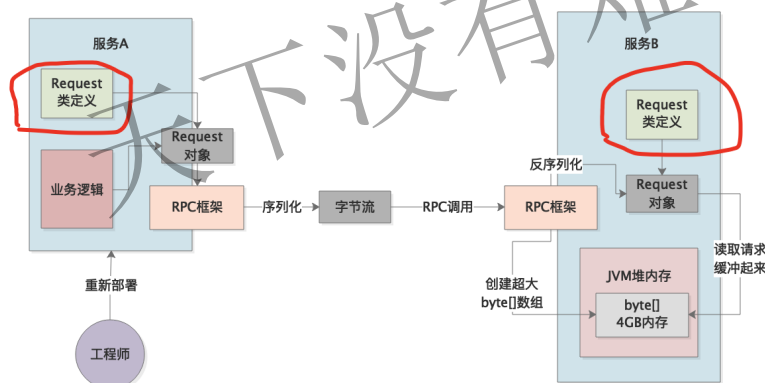 服务A
Request
类定义
Request
对象
业务逻辑
RPC框架
序列化
字节流
RPC调用
重新部署
工程师
服务B
Request
类定义
反序列化
RPC框架
Request
对象
读取请求
缓冲起来
创建超大
byte[]数组
JVM堆内存
byte[]
4GB内存
天下没有